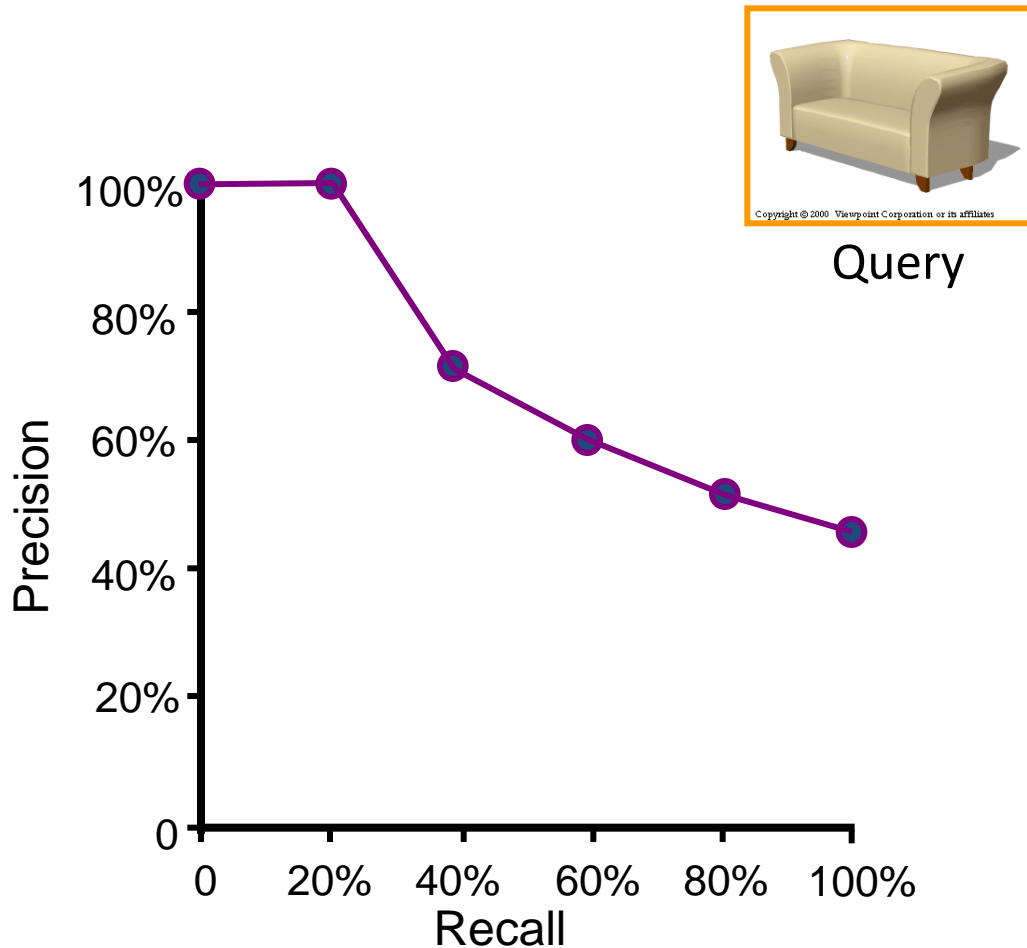 Copyright © 2000 Viewpoint Corporation or its affiliates
Query
100%
80%
60%
40%
20%
0
Precision
0 20% 40% 60% 80% 100%
Recall